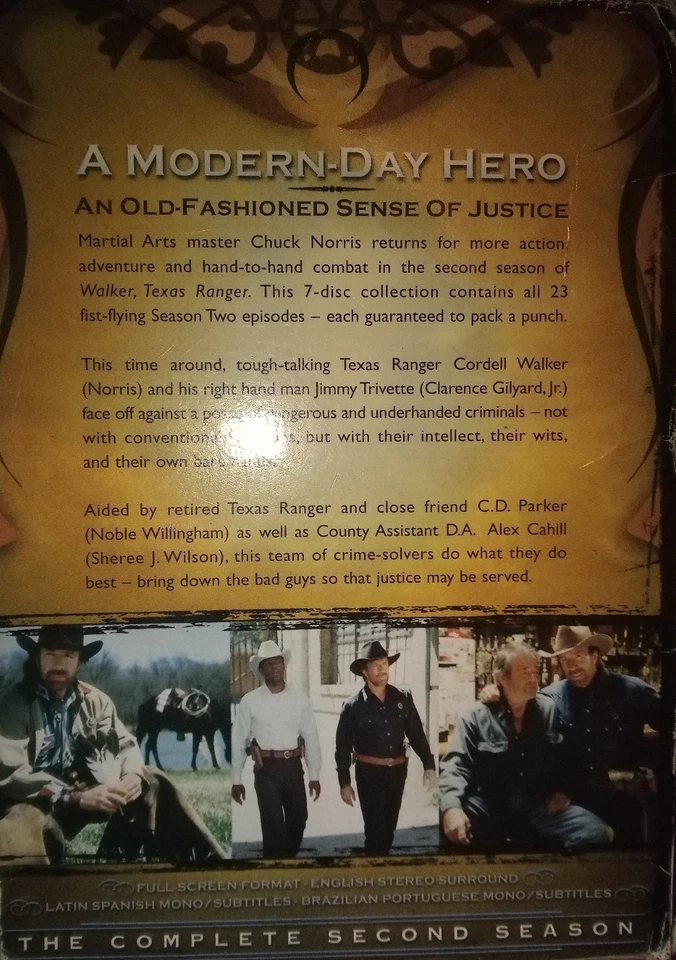 A MODERN-DAY HERO
AN OLD-FASHIONED SENSE OF JUSTICE
Martial Arts master Chuck Norris returns for more action,
adventure and hand-to-hand combat in the second season of
Walker, Texas Ranger. This 7-disc collection contains all 23
fist-flying Season Two episodes – each guaranteed to pack a punch.
This time around, tough-talking Texas Ranger Cordell Walker
(Norris) and his right hand man Jimmy Trivette (Clarence Gilyard, Jr.)
face off against a posse of dangerous and underhanded criminals – not
with conventional, but with their intellect, their wits,
and their own bare hands.
Aided by retired Texas Ranger and close friend C.D. Parker
(Noble Willingham) as well as County Assistant D.A. Alex Cahill
(Sheree J. Wilson), this team of crime-solvers do what they do
best – bring down the bad guys so that justice may be served.
FULL SCREEN FORMAT · ENGLISH STEREO SURROUND
LATIN SPANISH MONO/SUBTITLES · BRAZILIAN PORTUGUESE MONO/SUBTITLES
THE COMPLETE SECOND SEASON